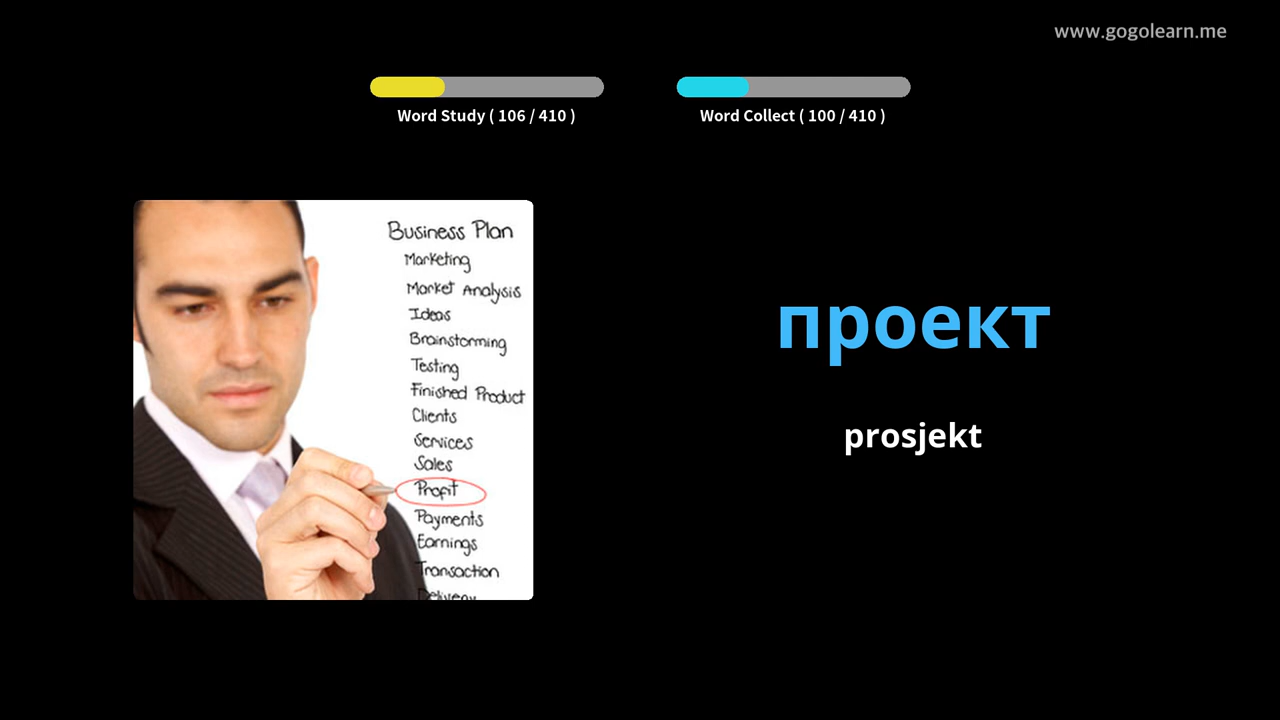 www.gogolearn.me
Word Study ( 106 / 410 )
Word Collect ( 100 / 410 )
Business Plan
Marketing
Market Analysis
Ideas
Brainstorming
Testing
Finished Product
Clients
Services
Sales
Profit
Payments
Earnings
Transaction
Delivery
проект
prosjekt